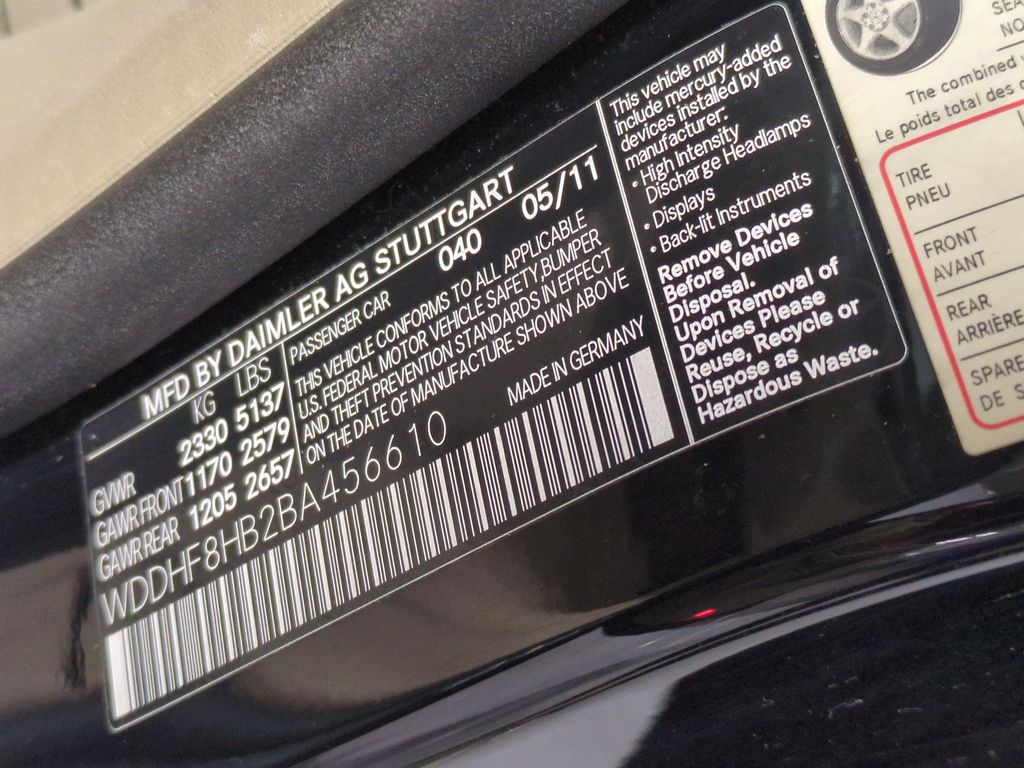 MFD BY DAIMLER AG STUTTGART
KG LBS
GVWR 2330 5137
GAWR FRONT 1170 2579
GAWR REAR 1205 2657
040 05/11
PASSENGER CAR
THIS VEHICLE CONFORMS TO ALL APPLICABLE
U.S. FEDERAL MOTOR VEHICLE SAFETY, BUMPER
AND THEFT PREVENTION STANDARDS IN EFFECT
ON THE DATE OF MANUFACTURE SHOWN ABOVE
WDDHF8HB2BA456610
MADE IN GERMANY
This vehicle may
include mercury-added
devices installed by the
manufacturer:
• High Intensity
Discharge Headlamps
• Displays
• Back-lit Instruments
Remove Devices
Before Vehicle
Disposal.
Upon Removal of
Devices Please
Reuse, Recycle or
Dispose as
Hazardous Waste.
The combined
Le poids total des
TIRE
PNEU
FRONT
AVANT
REAR
ARRIÈRE
SPARE
DE